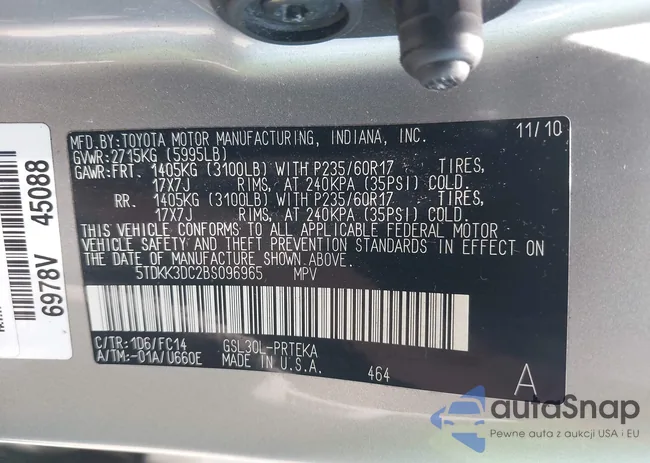 MFD.BY:TOYOTA MOTOR MANUFACTURING, INDIANA, INC. 11/10
GVWR:2715KG (5995LB)
GAWR:FRT. 1405KG (3100LB) WITH P235/60R17 TIRES,
17X7J RIMS, AT 240KPA (35PSI) COLD.
RR. 1405KG (3100LB) WITH P235/60R17 TIRES,
17X7J RIMS, AT 240KPA (35PSI) COLD.
THIS VEHICLE CONFORMS TO ALL APPLICABLE FEDERAL MOTOR
VEHICLE SAFETY AND THEFT PREVENTION STANDARDS IN EFFECT ON
THE DATE OF MANUFACTURE SHOWN ABOVE.
5TDKK3DC2BS096965 MPV
C/TR:1D6/FC14 GSL30L-PRTEKA
A/TM:-01A/U660E MADE IN U.S.A. 464 A
6978V 45088
autoSnap
Pewne auta z aukcji USA i EU